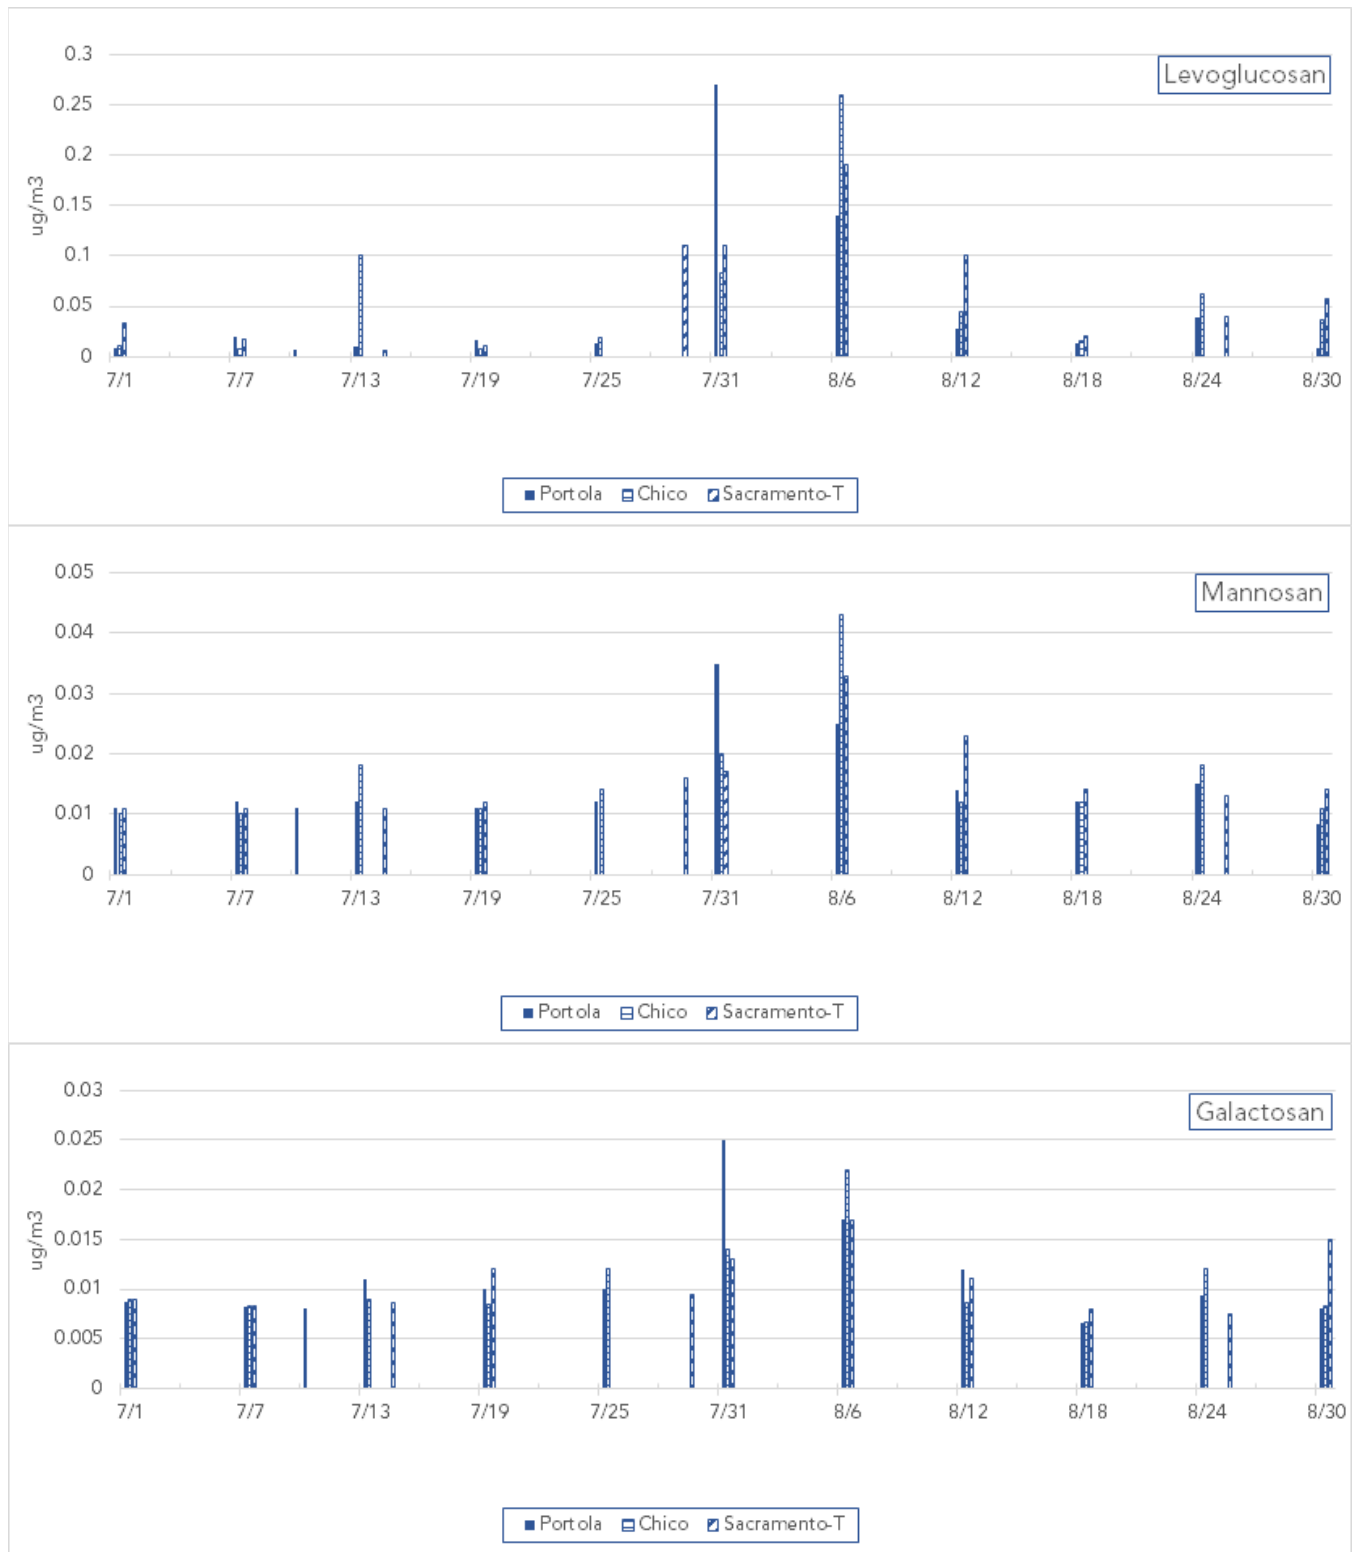 0.3
Levoglucosan
0.25
0.2
ug/m3
0.15
0.1
0.05
0
7/1 7/7 7/13 7/19 7/25 7/31 8/6 8/12 8/18 8/24 8/30
Portola Chico Sacramento-T
0.05
Mannosan
0.04
0.03
ug/m3
0.02
0.01
0
7/1 7/7 7/13 7/19 7/25 7/31 8/6 8/12 8/18 8/24 8/30
Portola Chico Sacramento-T
0.03
Galactosan
0.025
0.02
ug/m3
0.015
0.01
0.005
0
7/1 7/7 7/13 7/19 7/25 7/31 8/6 8/12 8/18 8/24 8/30
Portola Chico Sacramento-T